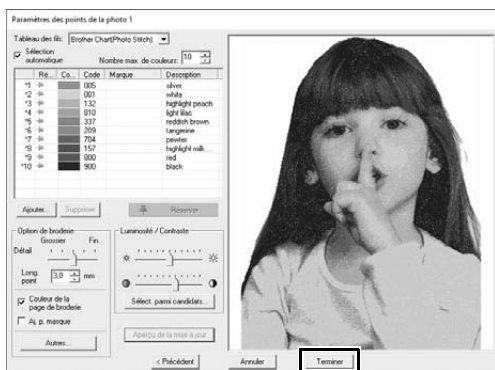 Paramètres des points de la photo 1
Tableau des fils: Brother Chart(Photo Stitch)
Sélection automatique
Nombre max. de couleurs: 10
Ré... Co... Code Marque Description
*1 005 silver
*2 001 white
*3 132 highlight peach
*4 810 light lilac
*5 337 reddish brown
*6 209 tangerine
*7 704 pewter
*8 157 highlight milk ...
*9 800 red
*10 900 black
Ajouter... Supprimer Réserver
Option de broderie
Grossier Fin
Détail
Long. point 3,0 mm
Couleur de la page de broderie
Aj. p. masque
Autres...
Luminosité / Contraste
Sélect. parmi candidats...
Aperçu de la mise à jour
< Précédent Annuler Terminer